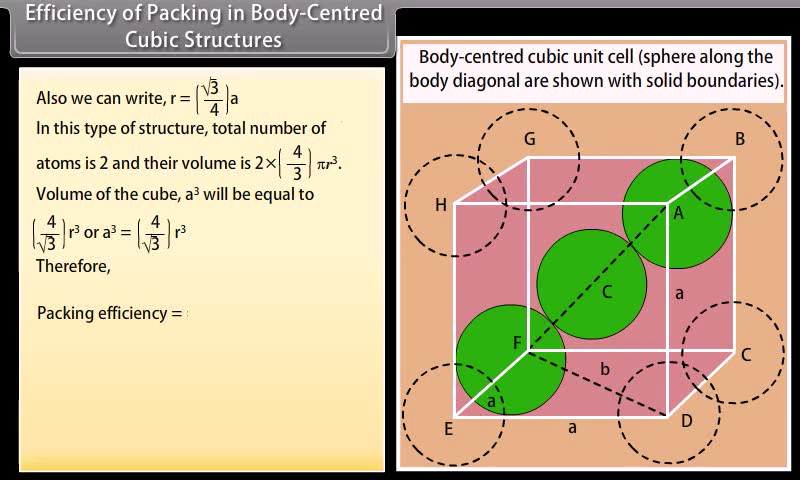 Efficiency of Packing in Body-Centred
Cubic Structures
Also we can write, r = (√3/4)a
In this type of structure, total number of
atoms is 2 and their volume is 2×(4/3) πr³.
Volume of the cube, a³ will be equal to
(4/√3) r³ or a³ = (4/√3) r³
Therefore,
Packing efficiency =
Body-centred cubic unit cell (sphere along the
body diagonal are shown with solid boundaries).
G
B
H
A
C
a
F
C
b
a
E
a
D